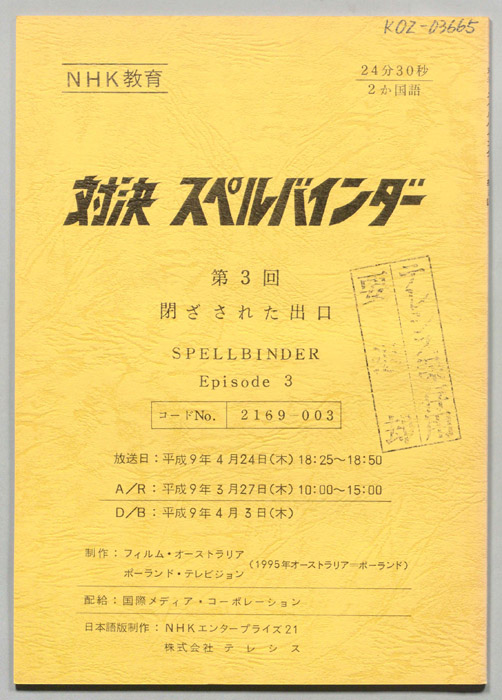 KOZ-03665
NHK教育
24分30秒
2か国語
対決 スペルバインダー
第3回
閉ざされた出口
SPELLBINDER
Episode 3
コードNo. 2169-003
放送日:平成9年4月24日(木)18:25~18:50
A/R:平成9年3月27日(木)10:00~15:00
D/B:平成9年4月3日(木)
制作:フィルム・オーストラリア
ポーランド・テレビジョン
(1995年オーストラリア=ポーランド)
配給:国際メディア・コーポレーション
日本語版制作:NHKエンタープライズ21
株式会社 テレシス